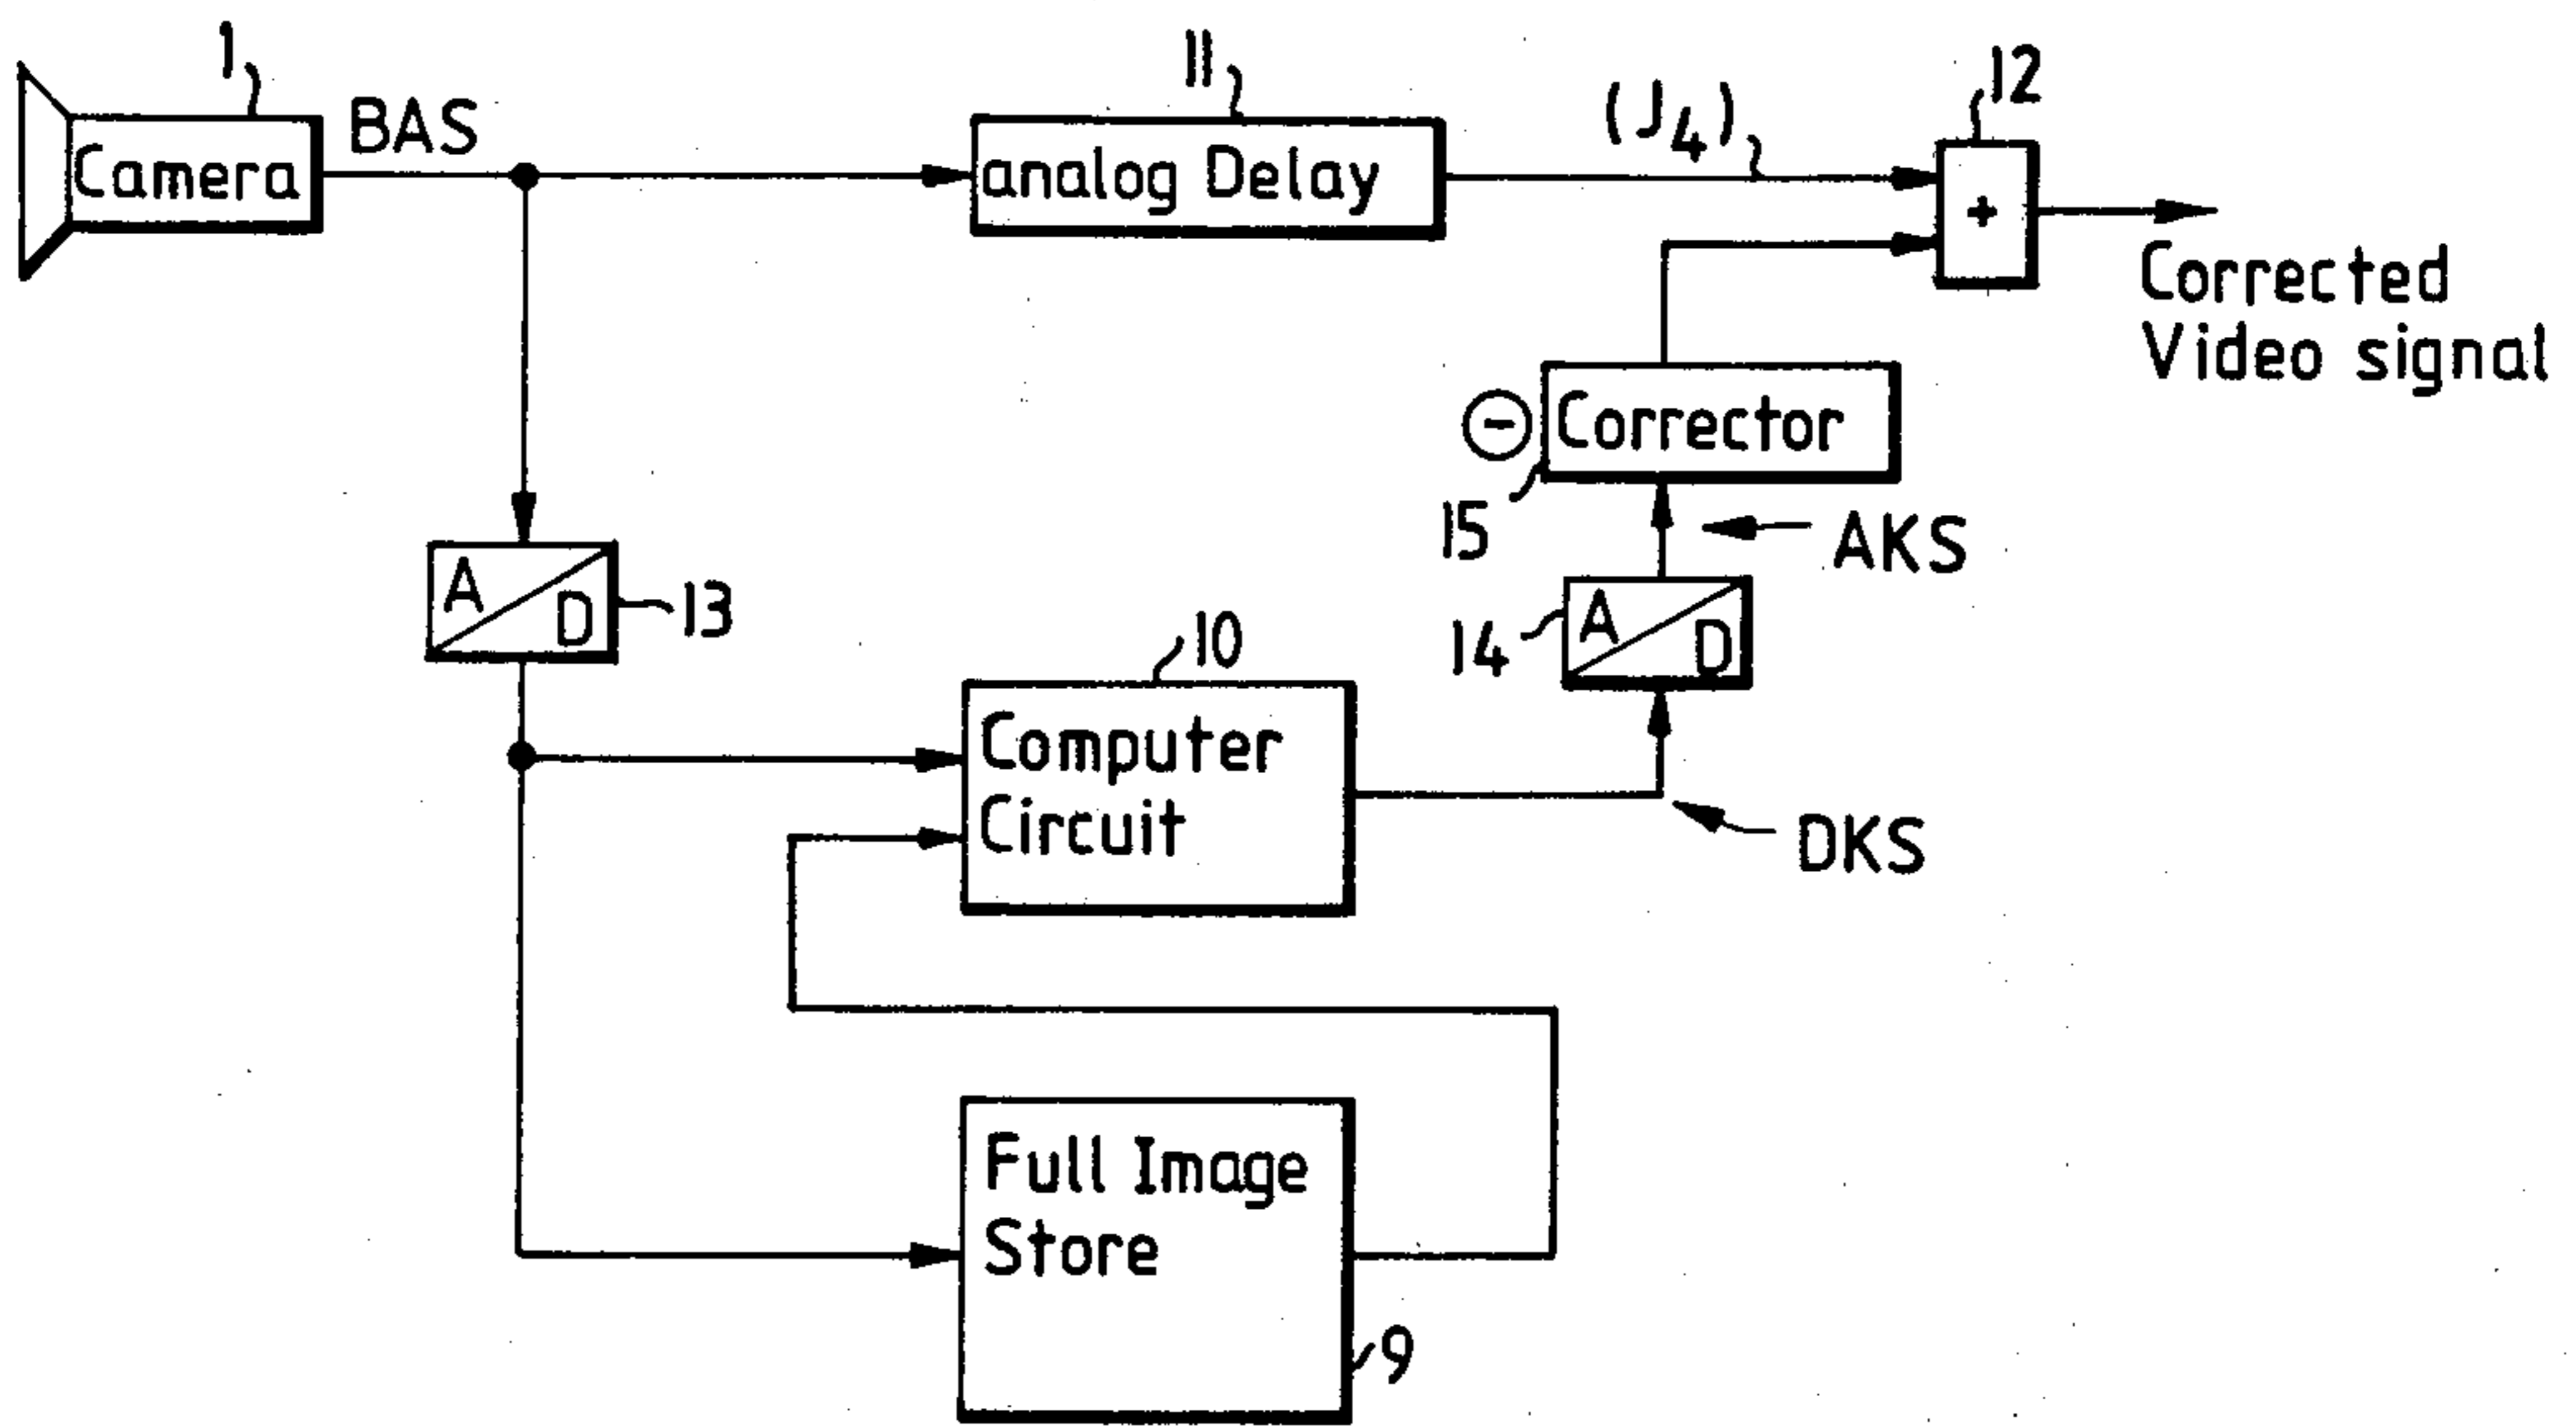 1
BAS
Camera
11
analog Delay
(J4)
12
+
Corrected
Video signal
- Corrector
15
AKS
A
D
13
14
A
D
10
Computer
Circuit
DKS
Full Image
Store
9